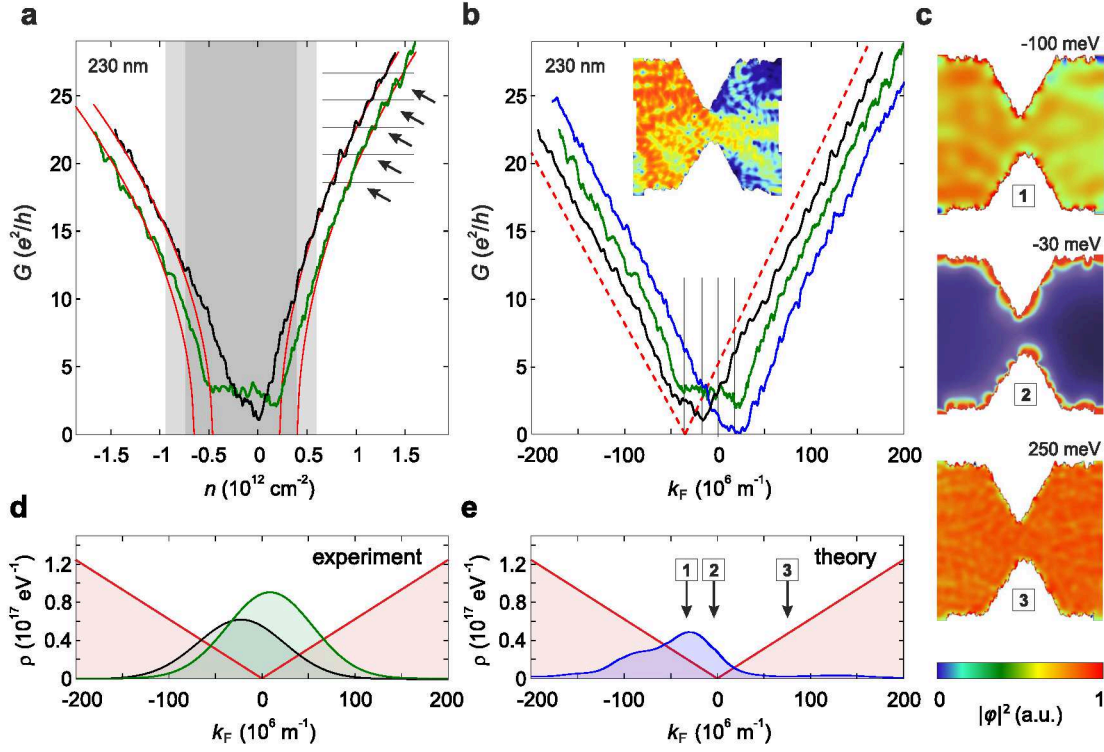 a
230 nm
G (e²/h)
25
20
15
10
5
0
-1.5 -1 -0.5 0 0.5 1 1.5
n (10¹² cm⁻²)
b
230 nm
G (e²/h)
25
20
15
10
5
0
-200 -100 0 100 200
k_F (10⁶ m⁻¹)
c
-100 meV
1
-30 meV
2
250 meV
3
0 1
|φ|² (a.u.)
d
experiment
ρ (10¹⁷ eV⁻¹)
1.2
0.8
0.4
0
-200 -100 0 100 200
k_F (10⁶ m⁻¹)
e
theory
1 2 3
ρ (10¹⁷ eV⁻¹)
1.2
0.8
0.4
0
-200 -100 0 100 200
k_F (10⁶ m⁻¹)